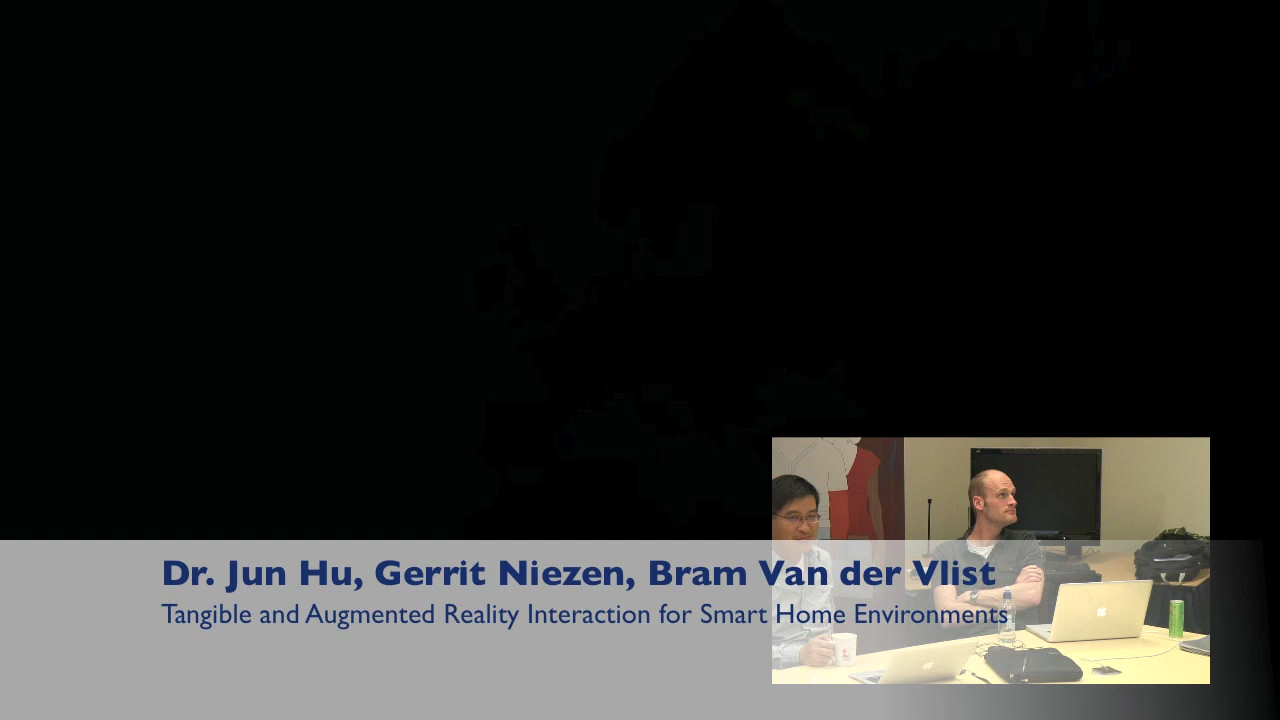 Dr. Jun Hu, Gerrit Niezen, Bram Van der Vlist
Tangible and Augmented Reality Interaction for Smart Home Environments